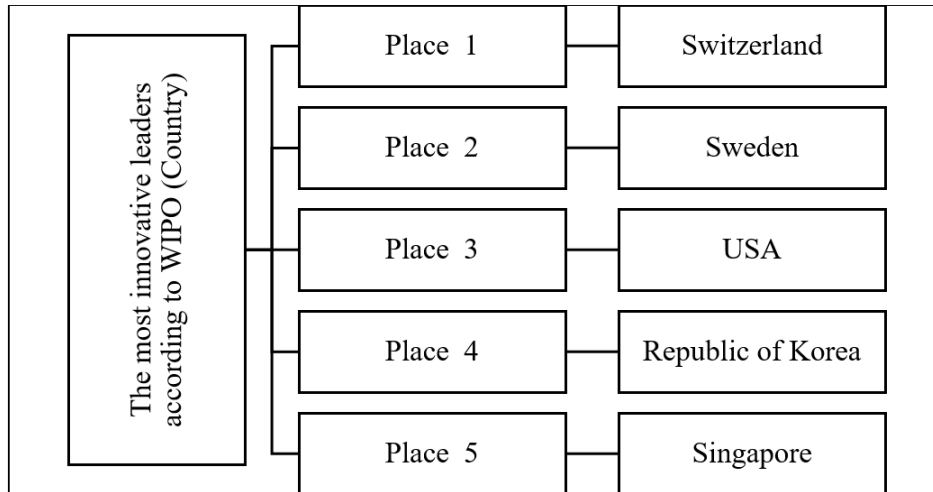 The most innovative leaders
according to WIPO (Country)
Place 1
Switzerland
Place 2
Sweden
Place 3
USA
Place 4
Republic of Korea
Place 5
Singapore